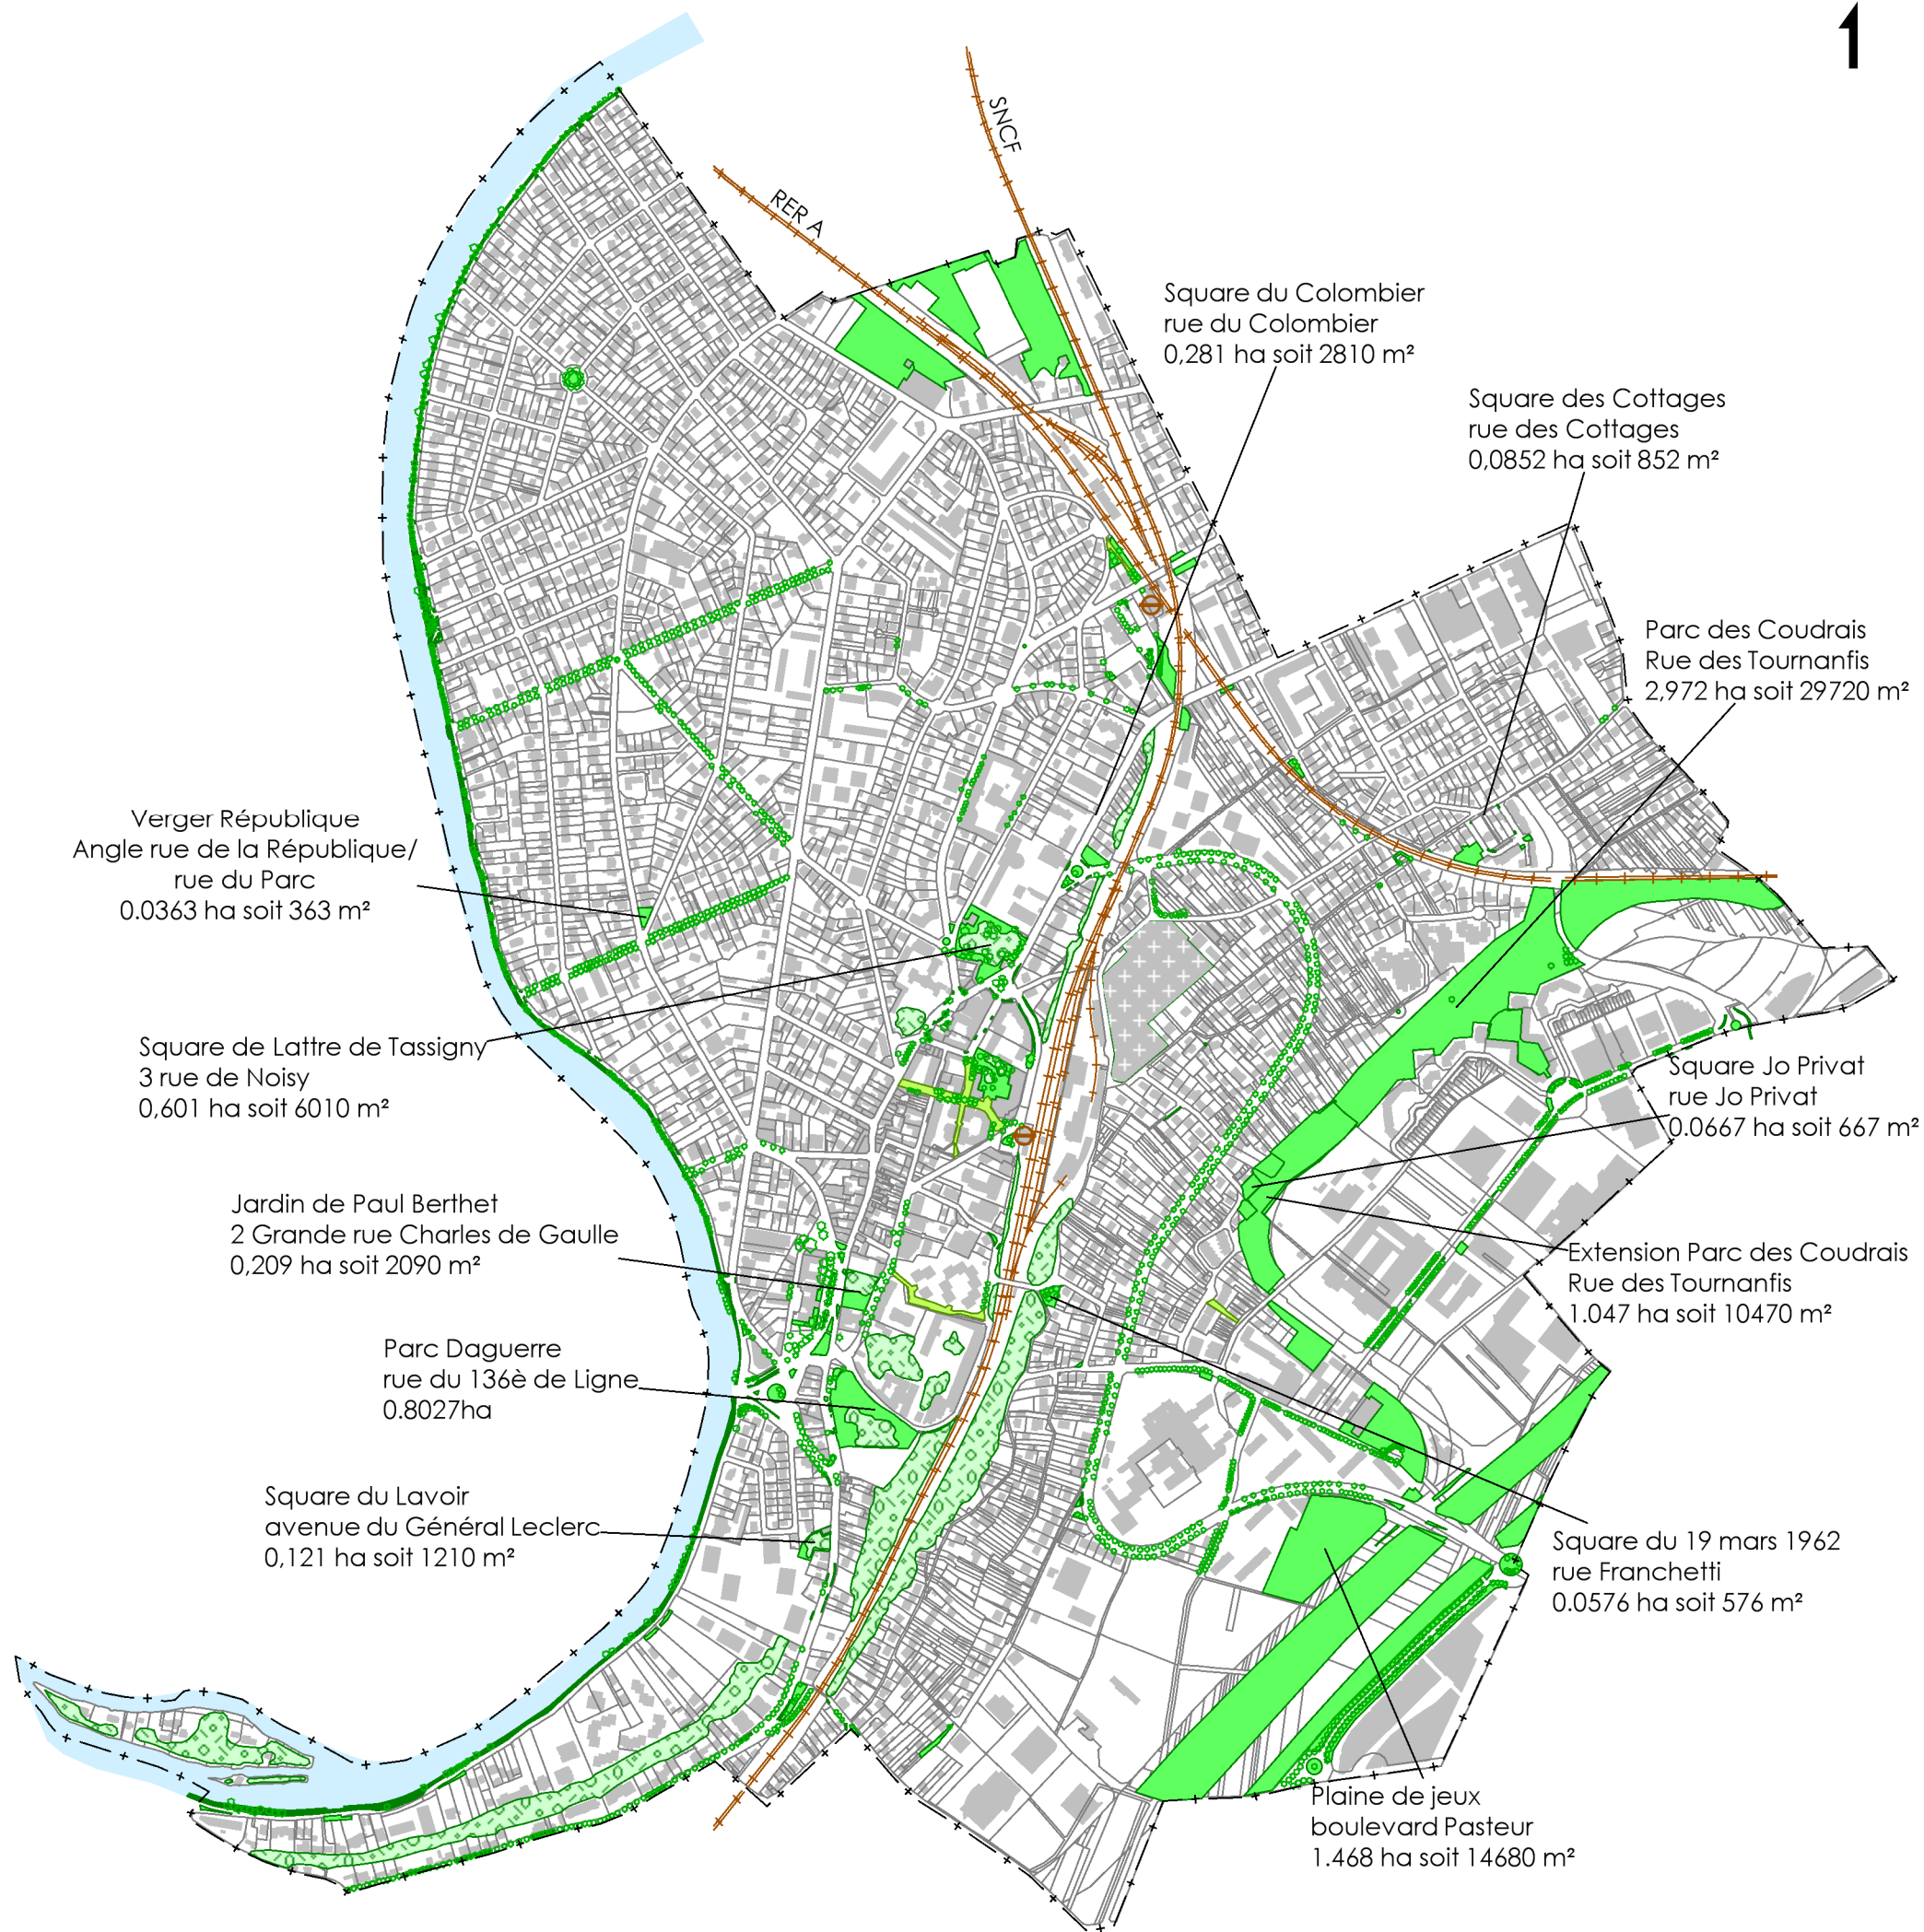 SNCF
RER A
Square du Colombier
rue du Colombier
0,281 ha soit 2810 m²
Square des Cottages
rue des Cottages
0,0852 ha soit 852 m²
Parc des Coudrais
Rue des Tournanfis
2,972 ha soit 29720 m²
Verger République
Angle rue de la République/
rue du Parc
0.0363 ha soit 363 m²
Square de Lattre de Tassigny
3 rue de Noisy
0,601 ha soit 6010 m²
Square Jo Privat
rue Jo Privat
0.0667 ha soit 667 m²
Jardin de Paul Berthet
2 Grande rue Charles de Gaulle
0,209 ha soit 2090 m²
Extension Parc des Coudrais
Rue des Tournanfis
1.047 ha soit 10470 m²
Parc Daguerre
rue du 136è de Ligne
0.8027ha
Square du Lavoir
avenue du Général Leclerc
0,121 ha soit 1210 m²
Square du 19 mars 1962
rue Franchetti
0.0576 ha soit 576 m²
Plaine de jeux
boulevard Pasteur
1.468 ha soit 14680 m²